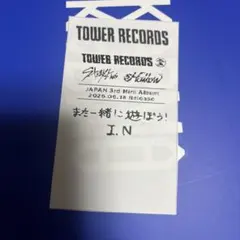 TOWER RECORDS
TOWER RECORDS
Stray Kids
JAPAN 3rd Mini Album
2025.06.18 Release
また一緒に遊ぼう!
I.N